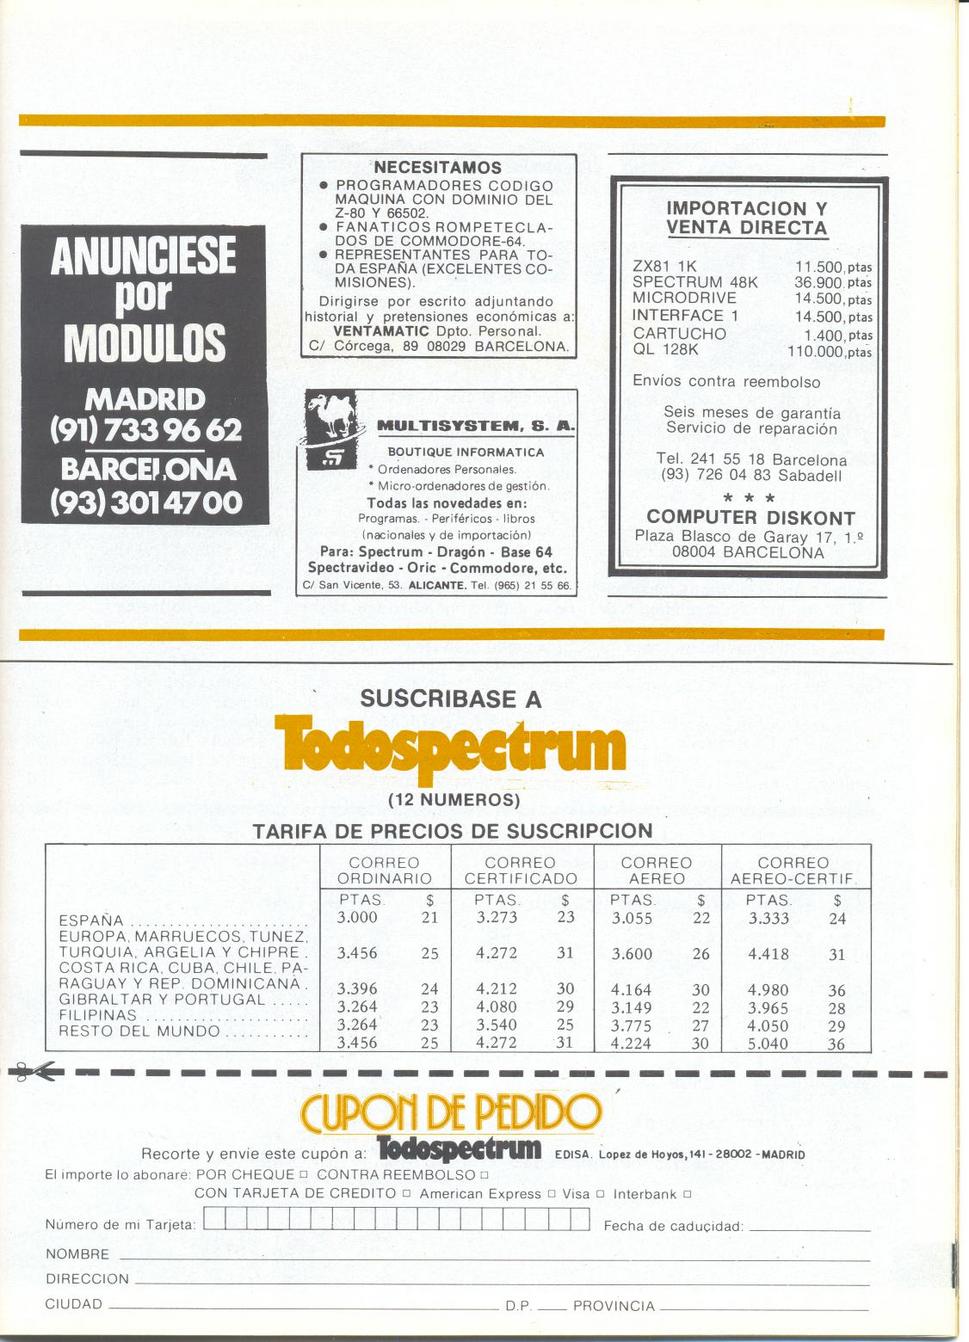 ANUNCIESE
por
MODULOS
MADRID
(91) 733 96 62
BARCELONA
(93) 301 47 00
NECESITAMOS
● PROGRAMADORES CODIGO
MAQUINA CON DOMINIO DEL
Z-80 Y 66502.
● FANATICOS ROMPETECLA-
DOS DE COMMODORE-64.
● REPRESENTANTES PARA TO-
DA ESPAÑA (EXCELENTES CO-
MISIONES).
Dirigirse por escrito adjuntando
historial y pretensiones económicas a:
VENTAMATIC Dpto. Personal.
C/ Córcega, 89 08029 BARCELONA.
MULTISYSTEM, S. A.
BOUTIQUE INFORMATICA
* Ordenadores Personales.
* Micro-ordenadores de gestión.
Todas las novedades en:
Programas. - Periféricos - libros
(nacionales y de importación)
Para: Spectrum - Dragón - Base 64
Spectravideo - Oric - Commodore, etc.
C/ San Vicente, 53. ALICANTE. Tel. (965) 21 55 66.
IMPORTACION Y
VENTA DIRECTA
ZX81 1K 11.500,ptas
SPECTRUM 48K 36.900 ptas
MICRODRIVE 14.500,ptas
INTERFACE 1 14.500,ptas
CARTUCHO 1.400,ptas
QL 128K 110.000,ptas
Envíos contra reembolso
Seis meses de garantía
Servicio de reparación
Tel. 241 55 18 Barcelona
(93) 726 04 83 Sabadell
* * *
COMPUTER DISKONT
Plaza Blasco de Garay 17, 1.º
08004 BARCELONA
SUSCRIBASE A
Todospectrum
(12 NUMEROS)
TARIFA DE PRECIOS DE SUSCRIPCION
CORREO ORDINARIO CORREO CERTIFICADO CORREO AEREO CORREO AEREO-CERTIF.
PTAS. $ PTAS. $ PTAS. $ PTAS. $
ESPAÑA ...................... 3.000 21 3.273 23 3.055 22 3.333 24
EUROPA, MARRUECOS, TUNEZ,
TURQUIA, ARGELIA Y CHIPRE . 3.456 25 4.272 31 3.600 26 4.418 31
COSTA RICA, CUBA, CHILE, PA-
RAGUAY Y REP. DOMINICANA . 3.396 24 4.212 30 4.164 30 4.980 36
GIBRALTAR Y PORTUGAL ..... 3.264 23 4.080 29 3.149 22 3.965 28
FILIPINAS .................... 3.264 23 3.540 25 3.775 27 4.050 29
RESTO DEL MUNDO ........... 3.456 25 4.272 31 4.224 30 5.040 36
CUPON DE PEDIDO
Recorte y envíe este cupón a: Todospectrum EDISA. Lopez de Hoyos,141 - 28002 - MADRID
El importe lo abonare: POR CHEQUE □ CONTRA REEMBOLSO □
CON TARJETA DE CREDITO □ American Express □ Visa □ Interbank □
Número de mi Tarjeta: Fecha de caducidad:
NOMBRE
DIRECCION
CIUDAD D.P. PROVINCIA